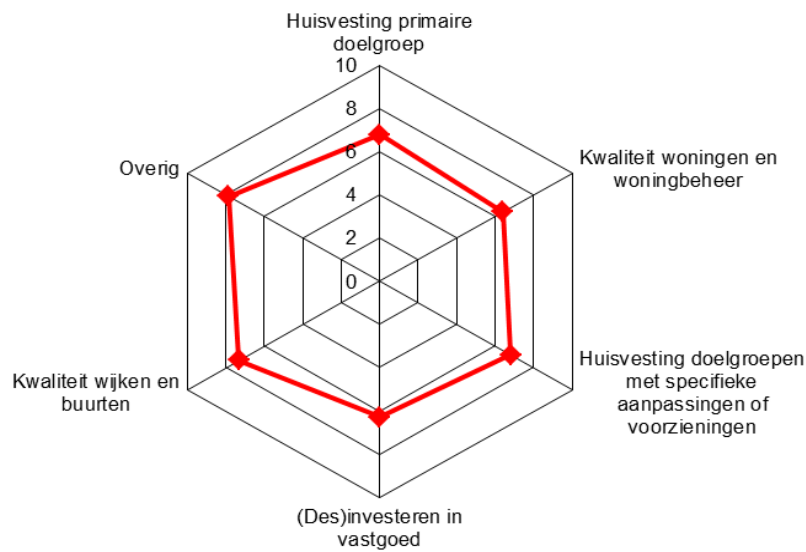 Huisvesting primaire
doelgroep
10
8
6
4
2
0
Kwaliteit woningen en
woningbeheer
Huisvesting doelgroepen
met specifieke
aanpassingen of
voorzieningen
(Des)investeren in
vastgoed
Kwaliteit wijken en
buurten
Overig